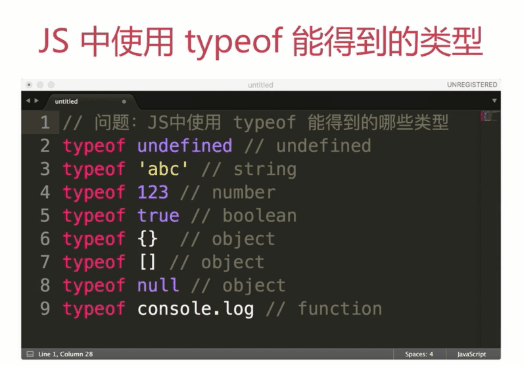 JS 中使用 typeof 能得到的类型
untitled
UNREGISTERED
untitled
1 // 问题：JS中使用 typeof 能得到的哪些类型
2 typeof undefined // undefined
3 typeof 'abc' // string
4 typeof 123 // number
5 typeof true // boolean
6 typeof {}  // object
7 typeof [] // object
8 typeof null // object
9 typeof console.log // function
Line 1, Column 28
Spaces: 4
JavaScript